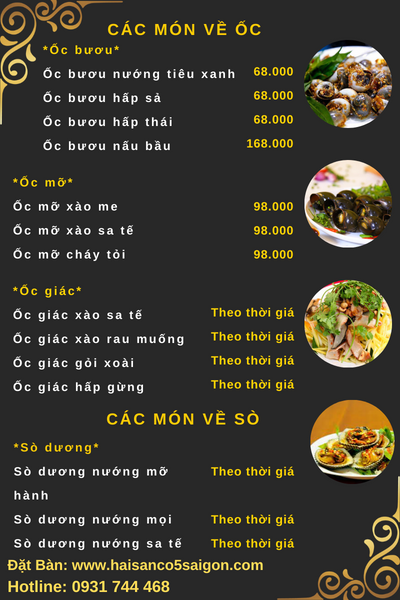 CÁC MÓN VỀ ỐC
*Ốc bươu*
Ốc bươu nướng tiêu xanh 68.000
Ốc bươu hấp sả 68.000
Ốc bươu hấp thái 68.000
Ốc bươu nấu bầu 168.000
*Ốc mỡ*
Ốc mỡ xào me 98.000
Ốc mỡ xào sa tế 98.000
Ốc mỡ cháy tỏi 98.000
*Ốc giác*
Ốc giác xào sa tế Theo thời giá
Ốc giác xào rau muống Theo thời giá
Ốc giác gỏi xoài Theo thời giá
Ốc giác hấp gừng Theo thời giá
CÁC MÓN VỀ SÒ
*Sò dương*
Sò dương nướng mỡ Theo thời giá
hành
Sò dương nướng mọi Theo thời giá
Sò dương nướng sa tế Theo thời giá
Đặt Bàn: www.haisanco5saigon.com
Hotline: 0931 744 468